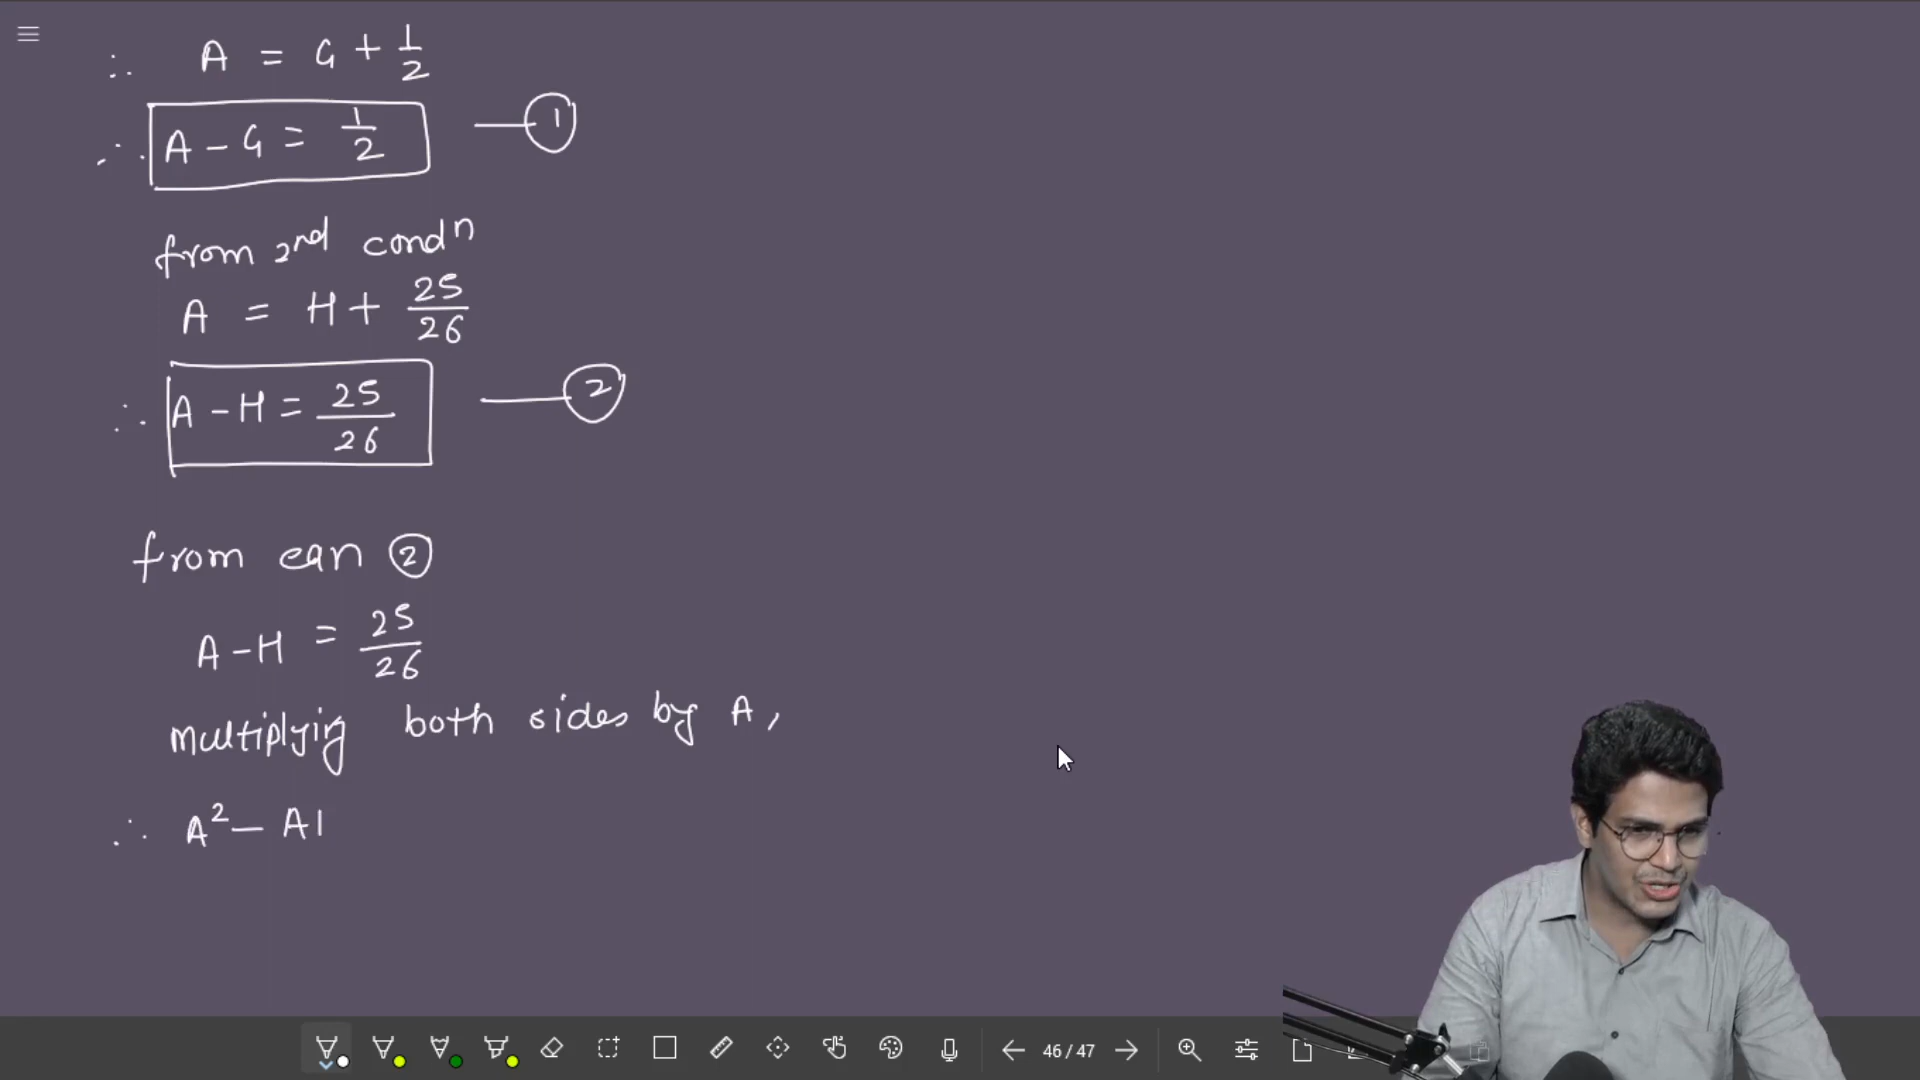 ∴ A = G + 1/2
∴ A - G = 1/2 — 1
from 2nd condn
A = H + 25/26
∴ A - H = 25/26 — 2
from eqn 2
A - H = 25/26
multiplying both sides by A,
∴ A² - A
46 / 47